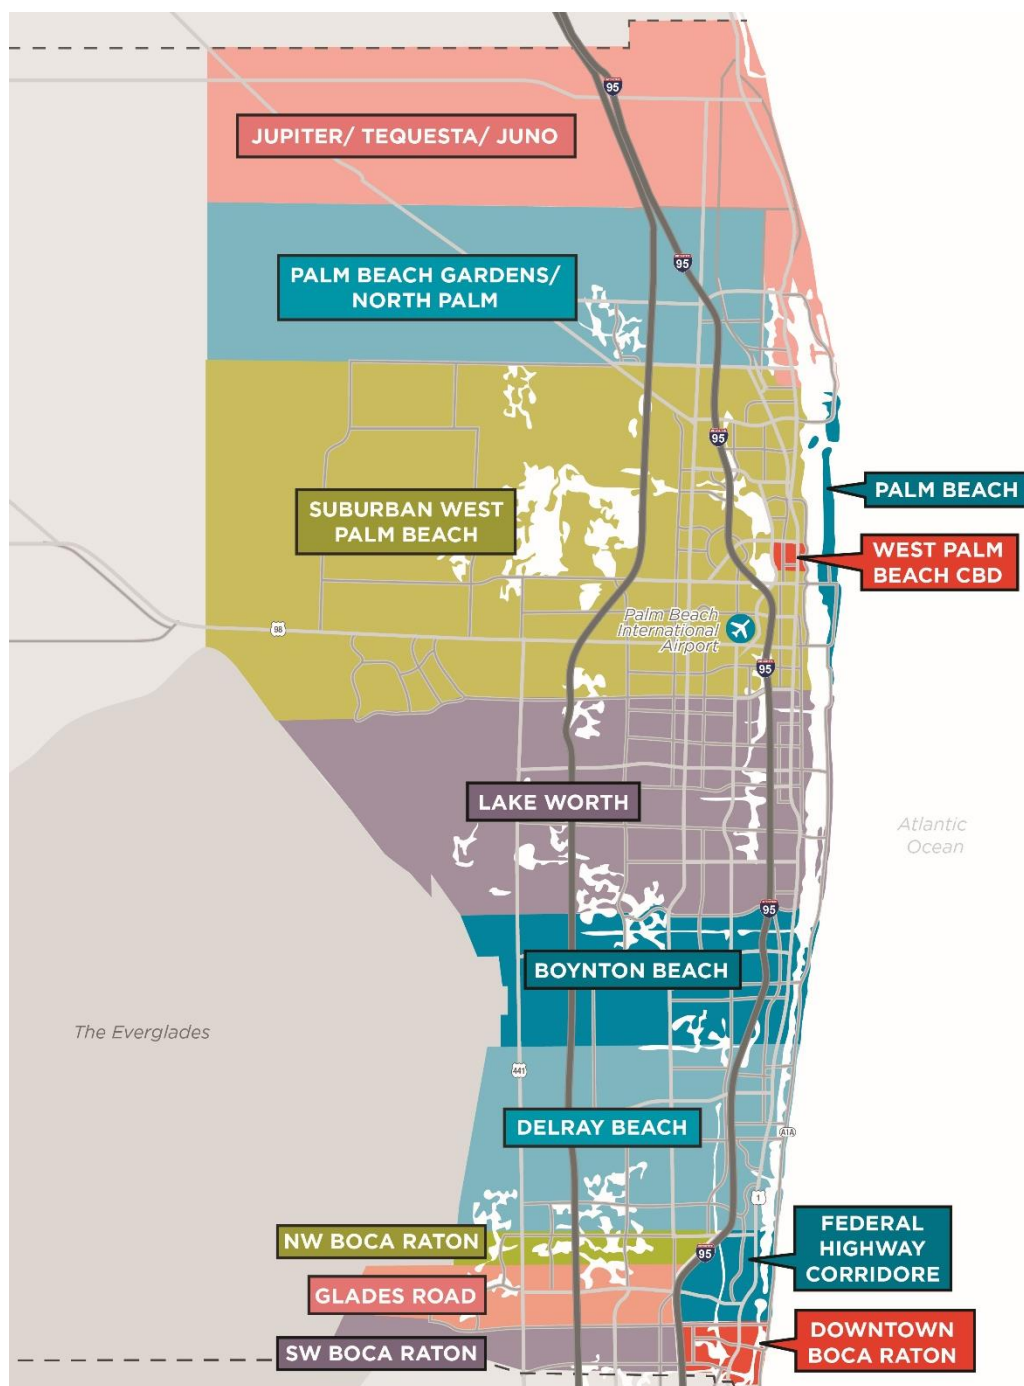 95
JUPITER/ TEQUESTA/ JUNO
95
PALM BEACH GARDENS/
NORTH PALM
95
PALM BEACH
SUBURBAN WEST
PALM BEACH
WEST PALM
BEACH CBD
98
Palm Beach
International
Airport
95
LAKE WORTH
Atlantic
Ocean
95
BOYNTON BEACH
The Everglades
441
DELRAY BEACH
A1A
1
FEDERAL
HIGHWAY
CORRIDORE
NW BOCA RATON
95
GLADES ROAD
DOWNTOWN
BOCA RATON
SW BOCA RATON